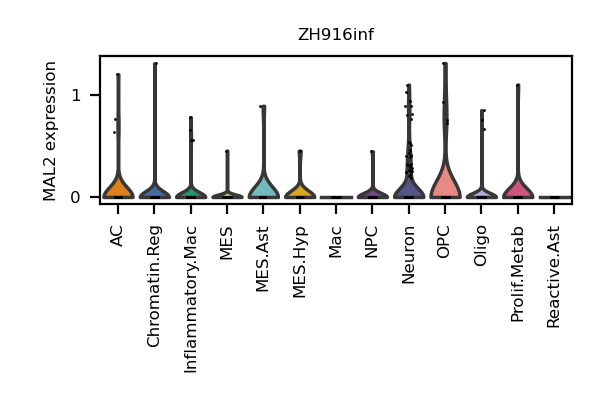 ZH916inf
MAL2 expression
1
0
AC
Chromatin.Reg
Inflammatory.Mac
MES
MES.Ast
MES.Hyp
Mac
NPC
Neuron
OPC
Oligo
Prolif.Metab
Reactive.Ast